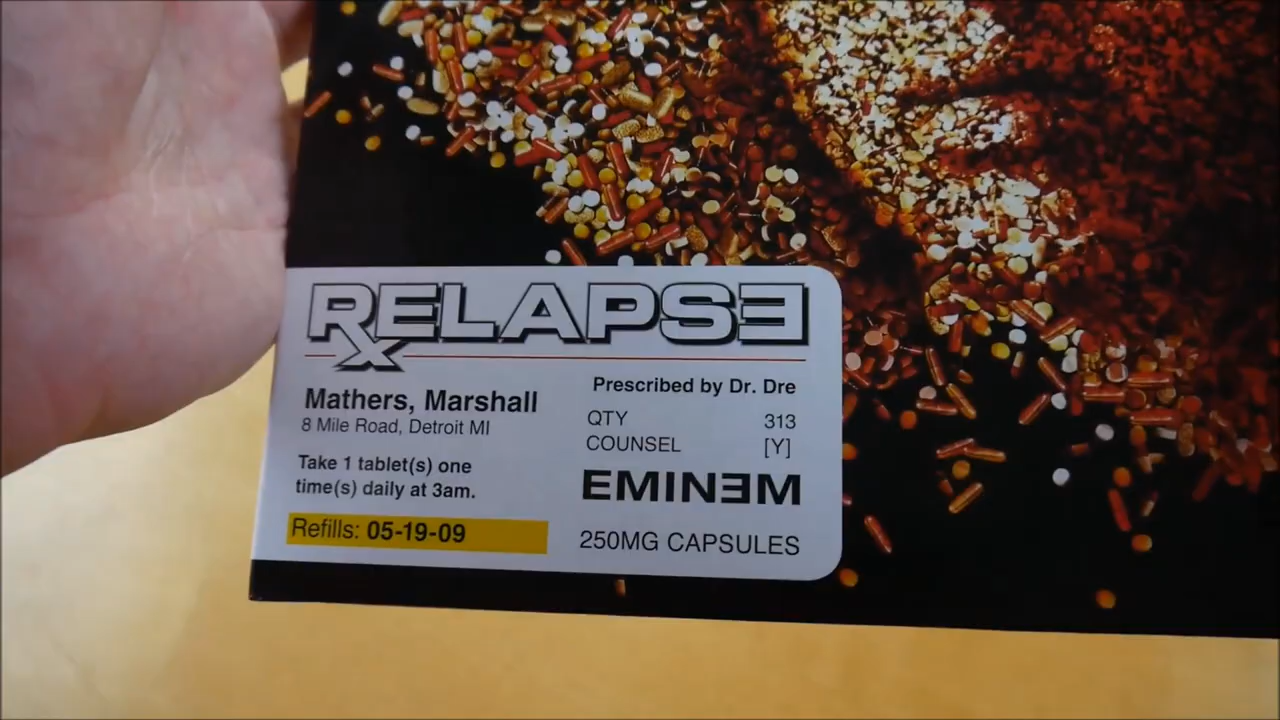 RELAPSE
Rx
Mathers, Marshall
8 Mile Road, Detroit MI
Take 1 tablet(s) one
time(s) daily at 3am.
Refills: 05-19-09
Prescribed by Dr. Dre
QTY 313
COUNSEL [Y]
EMINEM
250MG CAPSULES